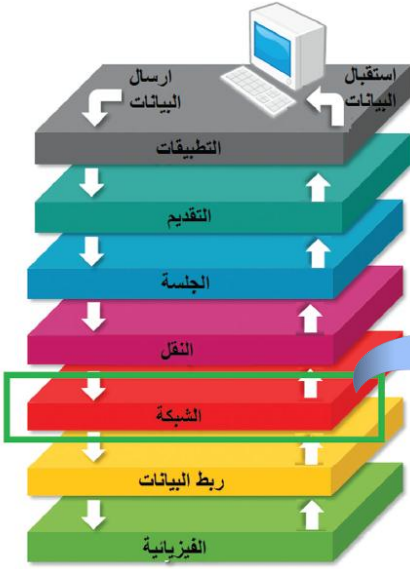 ارسال
البيانات
استقبال
البيانات
التطبيقات
التقديم
الجلسة
النقل
الشبكة
ربط البيانات
الفيزيائية